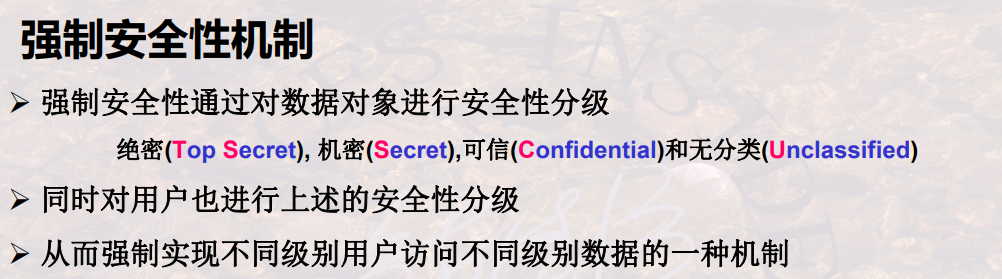 强制安全性机制
➢ 强制安全性通过对数据对象进行安全性分级
绝密(Top Secret), 机密(Secret),可信(Confidential)和无分类(Unclassified)
➢ 同时对用户也进行上述的安全性分级
➢ 从而强制实现不同级别用户访问不同级别数据的一种机制